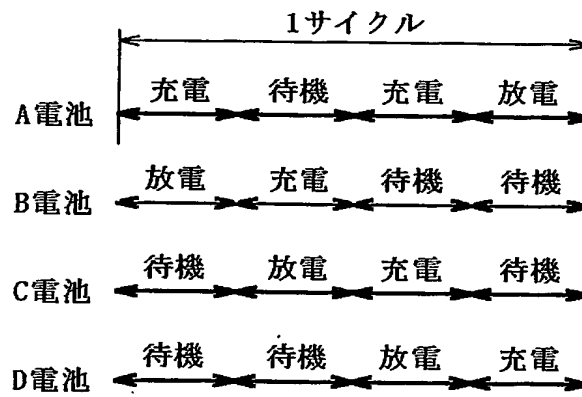 1サイクル
充電 待機 充電 放電
A電池
放電 充電 待機 待機
B電池
待機 放電 充電 待機
C電池
待機 待機 放電 充電
D電池